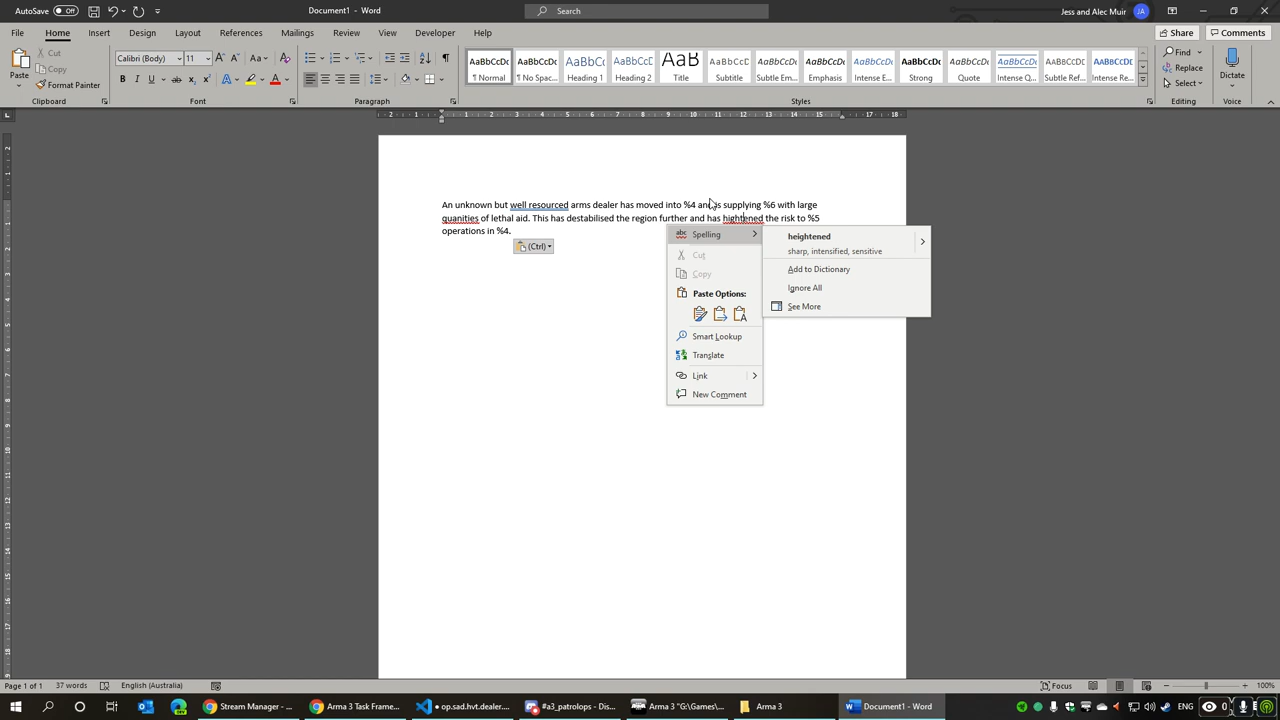 AutoSave Off
Document1 - Word
Search
Jess and Alec Muir
JA
File Home Insert Design Layout References Mailings Review View Developer Help
Share
Comments
Paste
Cut
Copy
Format Painter
Clipboard
Calibri (Body)
11
Font
Paragraph
AaBbCcDc AaBbCcDc AaBbCc AaBbCc AaB AaBbCcD AaBbCcDc AaBbCcDc AaBbCcDc AaBbCcDc AaBbCcDc AaBbCcDc AABBCCDD AABBCCDC
¶ Normal ¶ No Spac... Heading 1 Heading 2 Title Subtitle Subtle Em... Emphasis Intense E... Strong Quote Intense Q... Subtle Ref... Intense Re...
Styles
Find
Replace
Select
Editing
Dictate
Voice
An unknown but well resourced arms dealer has moved into %4 and is supplying %6 with large
quanities of lethal aid. This has destabilised the region further and has hightened the risk to %5
operations in %4.
(Ctrl)
Spelling
Cut
Copy
Paste Options:
Smart Lookup
Translate
Link
New Comment
heightened
sharp, intensified, sensitive
Add to Dictionary
Ignore All
See More
Page 1 of 1
37 words
English (Australia)
Focus
100%
Stream Manager - ...
Arma 3 Task Frame...
• op.sad.hvt.dealer....
#a3_patrolops - Dis...
Arma 3 "G:\Games\...
Arma 3
Document1 - Word
ENG